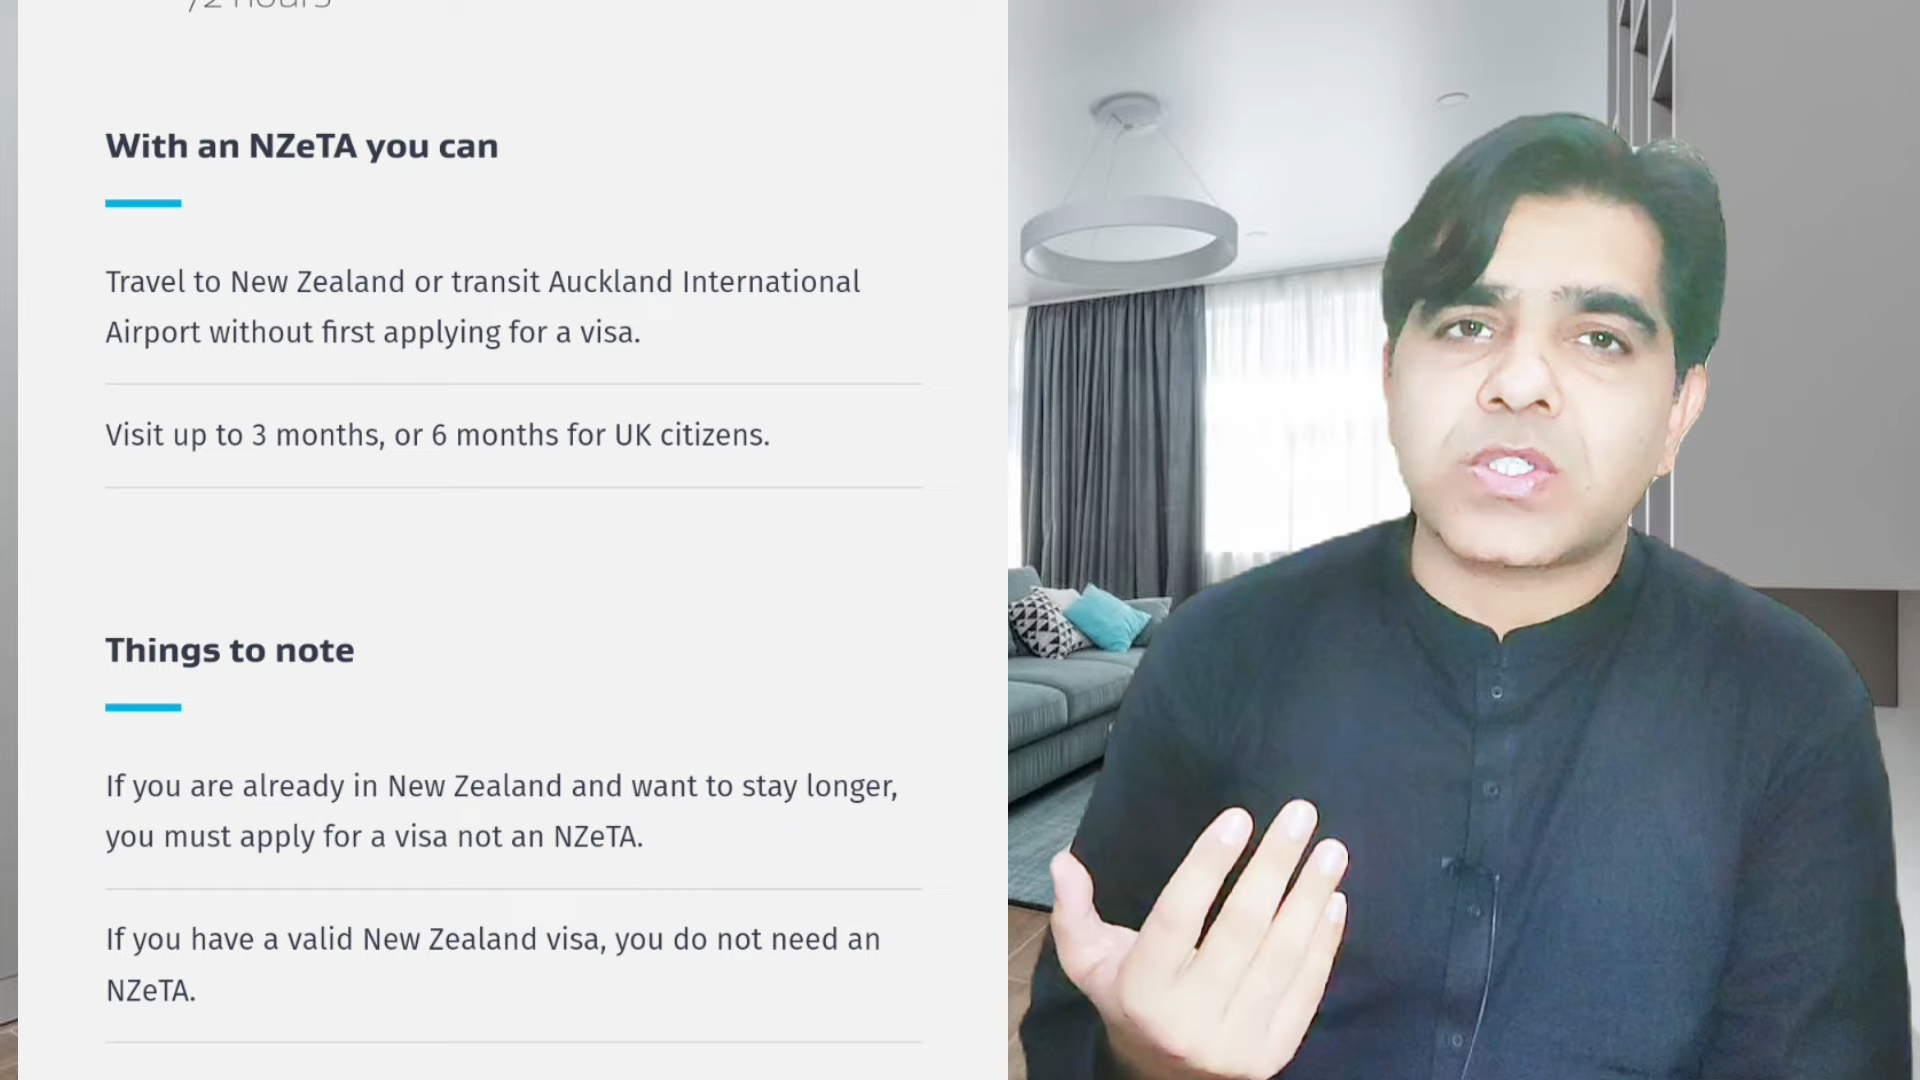 72 hours
With an NZeTA you can
Travel to New Zealand or transit Auckland International
Airport without first applying for a visa.
Visit up to 3 months, or 6 months for UK citizens.
Things to note
If you are already in New Zealand and want to stay longer,
you must apply for a visa not an NZeTA.
If you have a valid New Zealand visa, you do not need an
NZeTA.